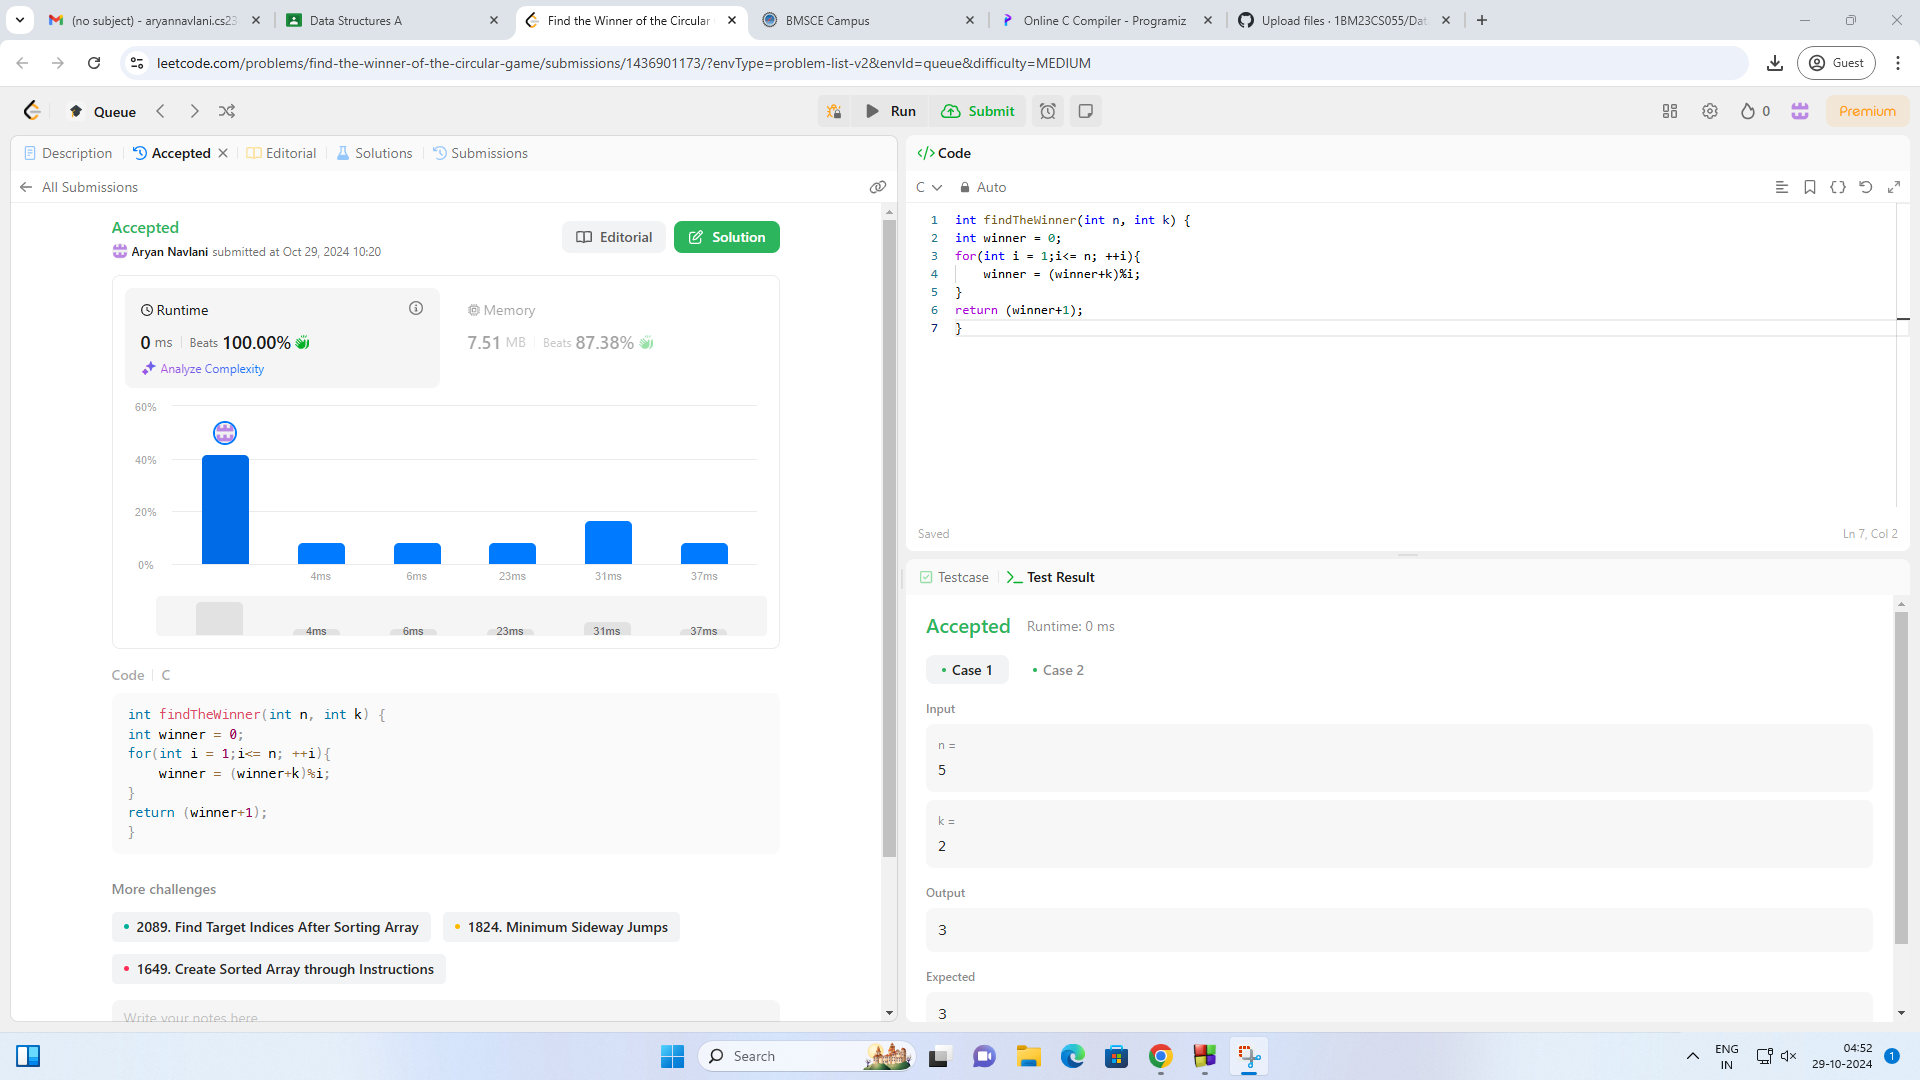 (no subject) - aryannavlani.cs23
Data Structures A
Find the Winner of the Circular
BMSCE Campus
Online C Compiler - Programiz
Upload files · 1BM23CS055/Dat
leetcode.com/problems/find-the-winner-of-the-circular-game/submissions/1436901173/?envType=problem-list-v2&envId=queue&difficulty=MEDIUM
Guest
Queue
Run
Submit
0
Premium
Description
Accepted
Editorial
Solutions
Submissions
All Submissions
Accepted
Aryan Navlani submitted at Oct 29, 2024 10:20
Editorial
Solution
Runtime
0 ms Beats 100.00%
Analyze Complexity
Memory
7.51 MB Beats 87.38%
60%
40%
20%
0%
4ms 6ms 23ms 31ms 37ms
4ms 6ms 23ms 31ms 37ms
Code C
int findTheWinner(int n, int k) {
int winner = 0;
for(int i = 1;i<= n; ++i){
    winner = (winner+k)%i;
}
return (winner+1);
}
More challenges
2089. Find Target Indices After Sorting Array
1824. Minimum Sideway Jumps
1649. Create Sorted Array through Instructions
Write your notes here
</> Code
C
Auto
1 int findTheWinner(int n, int k) {
2 int winner = 0;
3 for(int i = 1;i<= n; ++i){
4     winner = (winner+k)%i;
5 }
6 return (winner+1);
7 }
Saved
Ln 7, Col 2
Testcase
Test Result
Accepted Runtime: 0 ms
Case 1
Case 2
Input
n =
5
k =
2
Output
3
Expected
3
Search
ENG
IN
04:52
29-10-2024
1